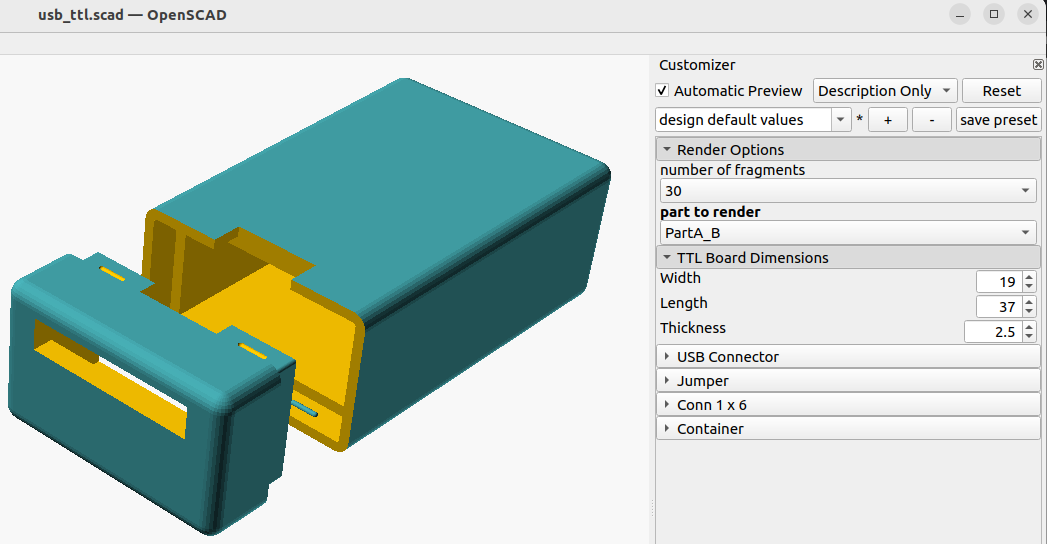 usb_ttl.scad — OpenSCAD
Customizer
Automatic Preview Description Only Reset
design default values * + - save preset
Render Options
number of fragments
30
part to render
PartA_B
TTL Board Dimensions
Width 19
Length 37
Thickness 2.5
USB Connector
Jumper
Conn 1 x 6
Container